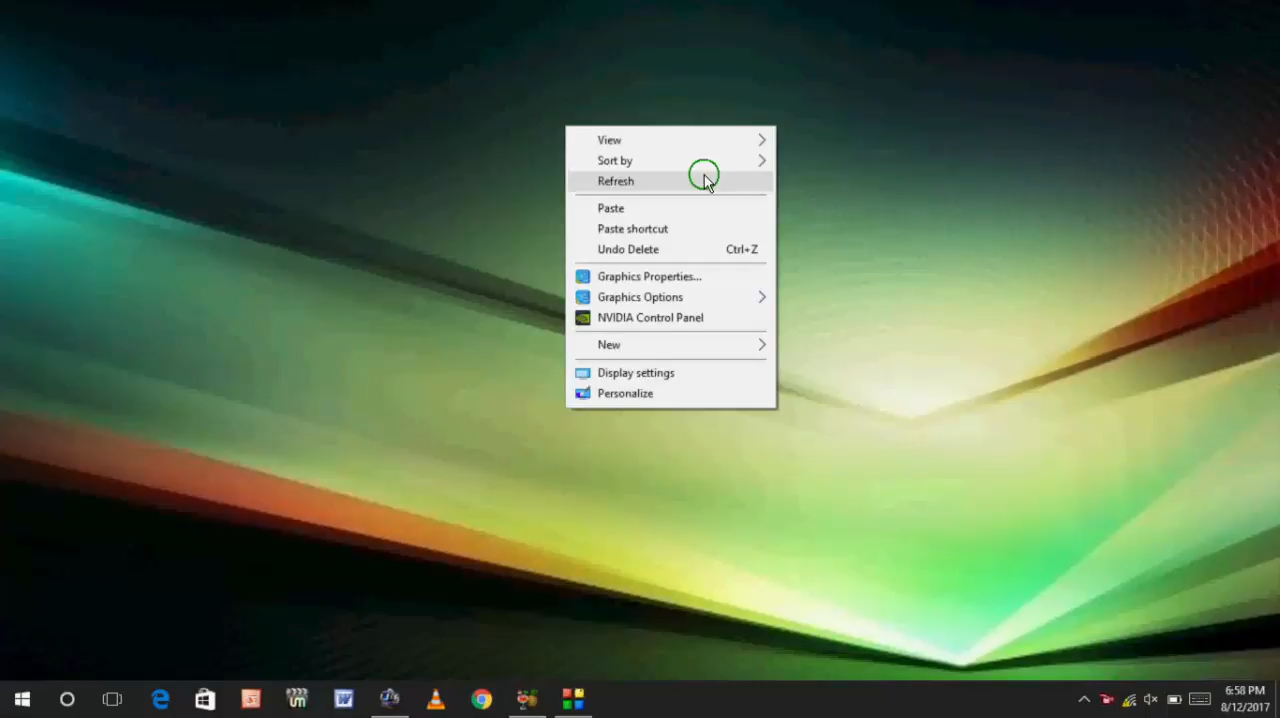 View
Sort by
Refresh
Paste
Paste shortcut
Undo Delete Ctrl+Z
Graphics Properties...
Graphics Options
NVIDIA Control Panel
New
Display settings
Personalize
6:58 PM
8/12/2017